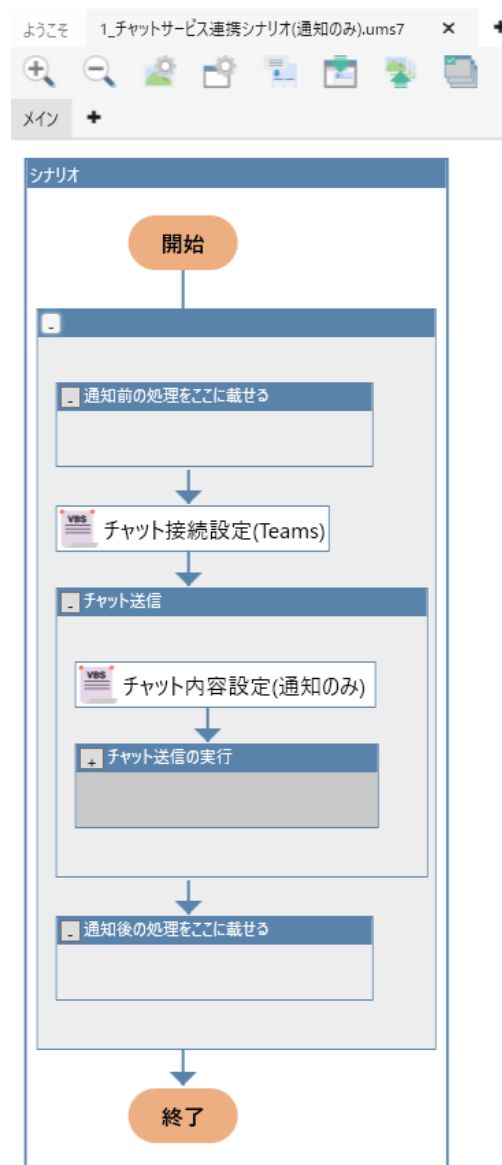 ようこそ
1_チャットサービス連携シナリオ(通知のみ).ums7
メイン
シナリオ
開始
通知前の処理をここに載せる
VBS
チャット接続設定(Teams)
チャット送信
VBS
チャット内容設定(通知のみ)
チャット送信の実行
通知後の処理をここに載せる
終了